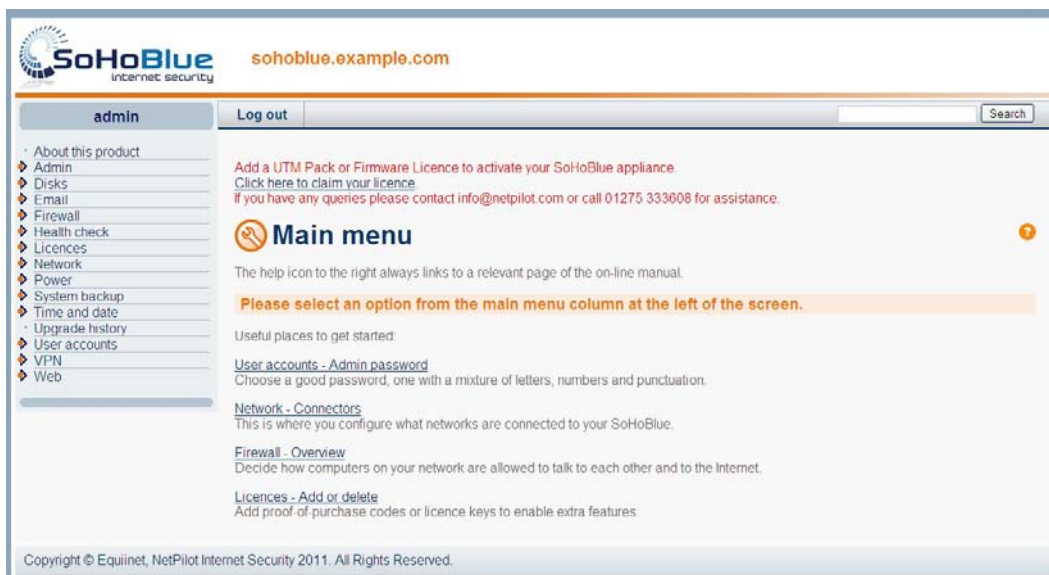 SoHoBlue
internet security
sohoblue.example.com
admin
Log out
Search
About this product
Admin
Disks
Email
Firewall
Health check
Licences
Network
Power
System backup
Time and date
Upgrade history
User accounts
VPN
Web
Add a UTM Pack or Firmware Licence to activate your SoHoBlue appliance.
Click here to claim your licence.
If you have any queries please contact info@netpilot.com or call 01275 333608 for assistance.
Main menu
?
The help icon to the right always links to a relevant page of the on-line manual.
Please select an option from the main menu column at the left of the screen.
Useful places to get started:
User accounts - Admin password
Choose a good password, one with a mixture of letters, numbers and punctuation.
Network - Connectors
This is where you configure what networks are connected to your SoHoBlue.
Firewall - Overview
Decide how computers on your network are allowed to talk to each other and to the Internet.
Licences - Add or delete
Add proof-of-purchase codes or licence keys to enable extra features.
Copyright © Equiinet, NetPilot Internet Security 2011. All Rights Reserved.